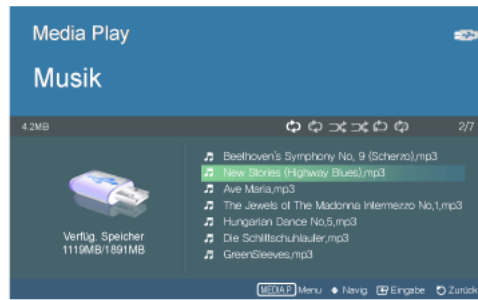 Media Play
Musik
4.2MB
2/7
Beethoven's Symphony No, 9 (Scherzo),mp3
New Stories (Highway Blues),mp3
Ave Maria,mp3
The Jewels of The Madonna Intermezzo No,1,mp3
Hungarian Dance No,5,mp3
Die Schlittschuhlaufer,mp3
GreenSleeves,mp3
Verfüg. Speicher
1119MB/1891MB
MEDIA.P Menu Navig. Eingabe Zurück